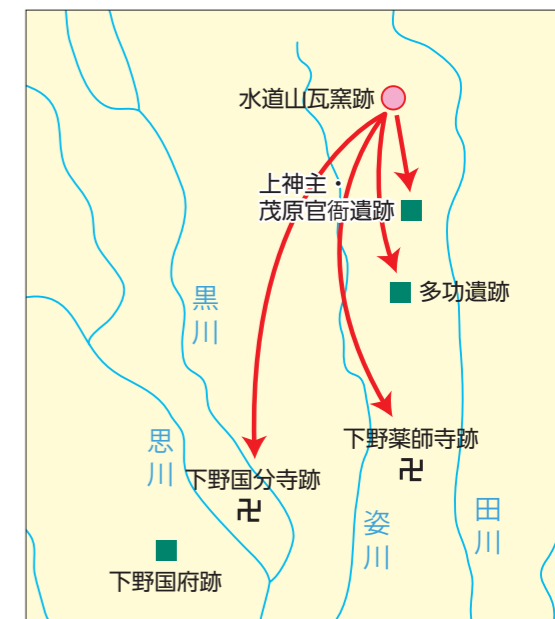 水道山瓦窯跡
上神主・
茂原官衙遺跡
多功遺跡
黒川
思川
下野薬師寺跡
卍
下野国分寺跡
卍
姿川
田川
下野国府跡